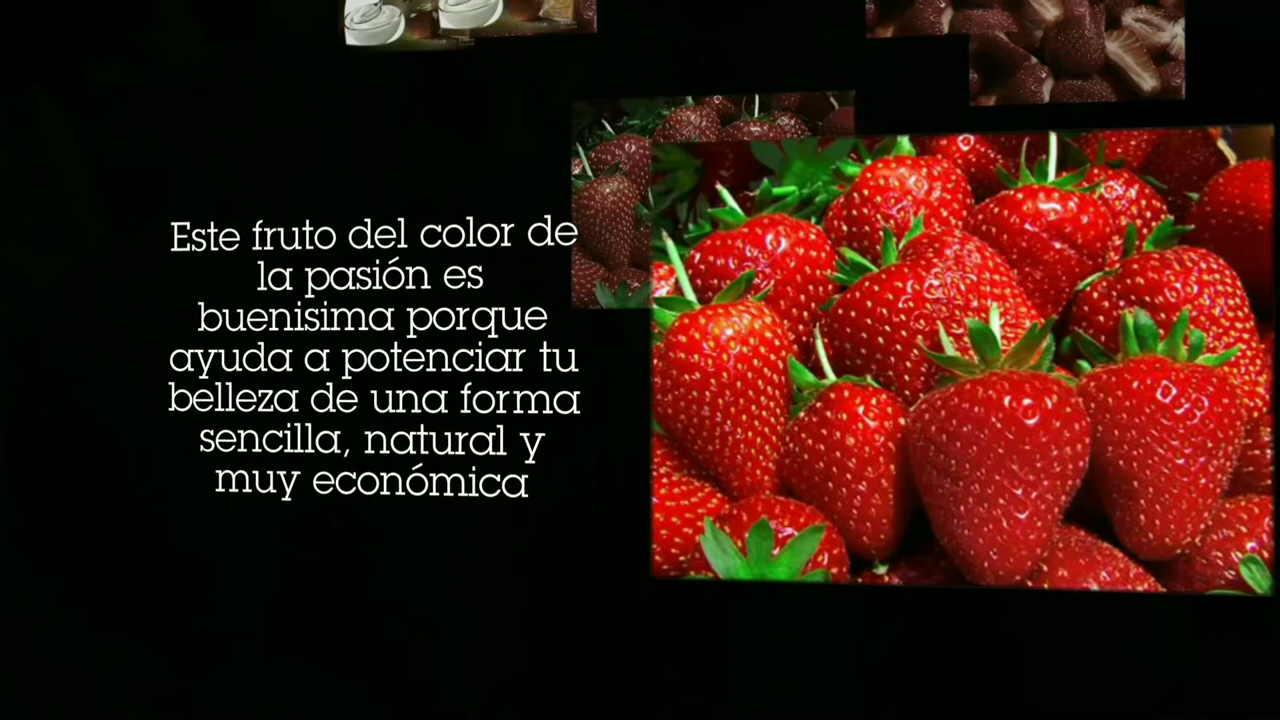 Este fruto del color de
la pasión es
buenisima porque
ayuda a potenciar tu
belleza de una forma
sencilla, natural y
muy económica